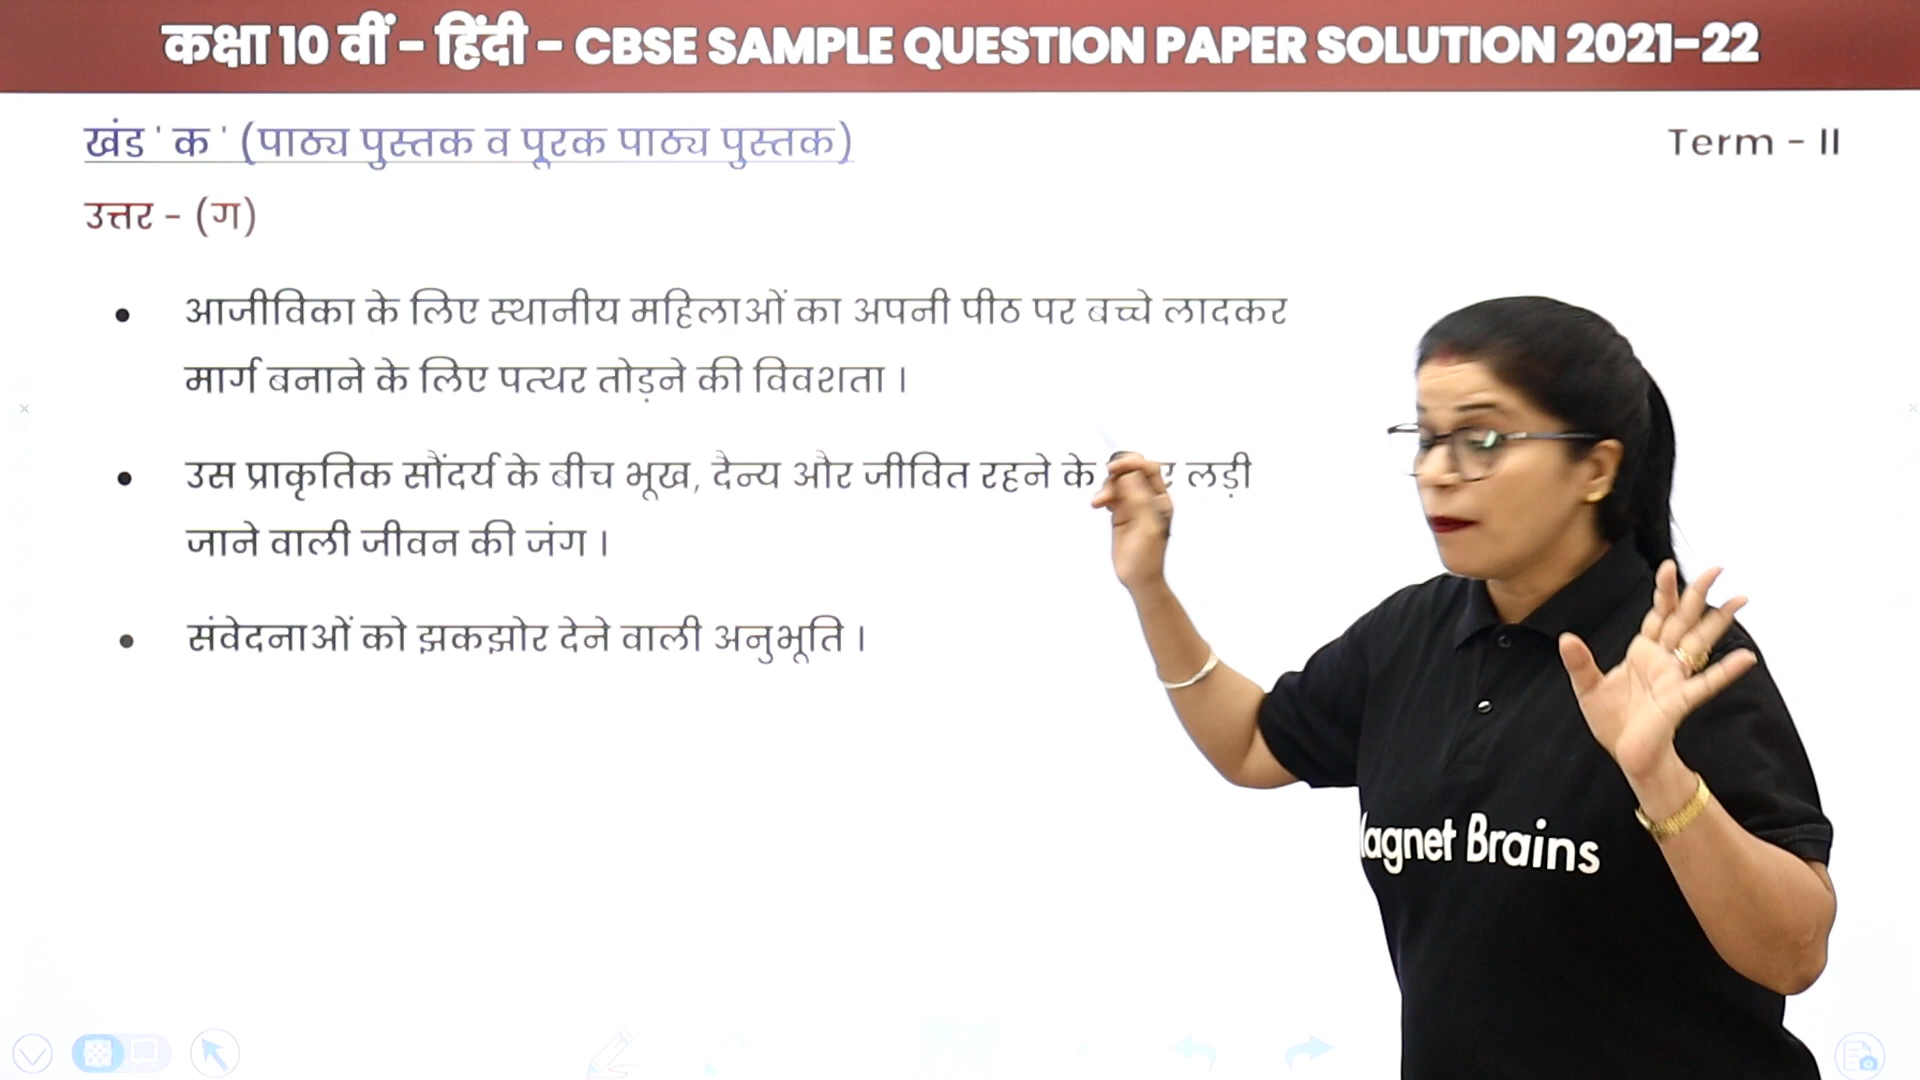 कक्षा 10 वीं - हिंदी - CBSE SAMPLE QUESTION PAPER SOLUTION 2021-22
खंड ' क ' (पाठ्य पुस्तक व पूरक पाठ्य पुस्तक)
Term - II
उत्तर - (ग)
• आजीविका के लिए स्थानीय महिलाओं का अपनी पीठ पर बच्चे लादकर
मार्ग बनाने के लिए पत्थर तोड़ने की विवशता ।
• उस प्राकृतिक सौंदर्य के बीच भूख, दैन्य और जीवित रहने के लड़ी
जाने वाली जीवन की जंग ।
• संवेदनाओं को झकझोर देने वाली अनुभूति ।
agnet Brains